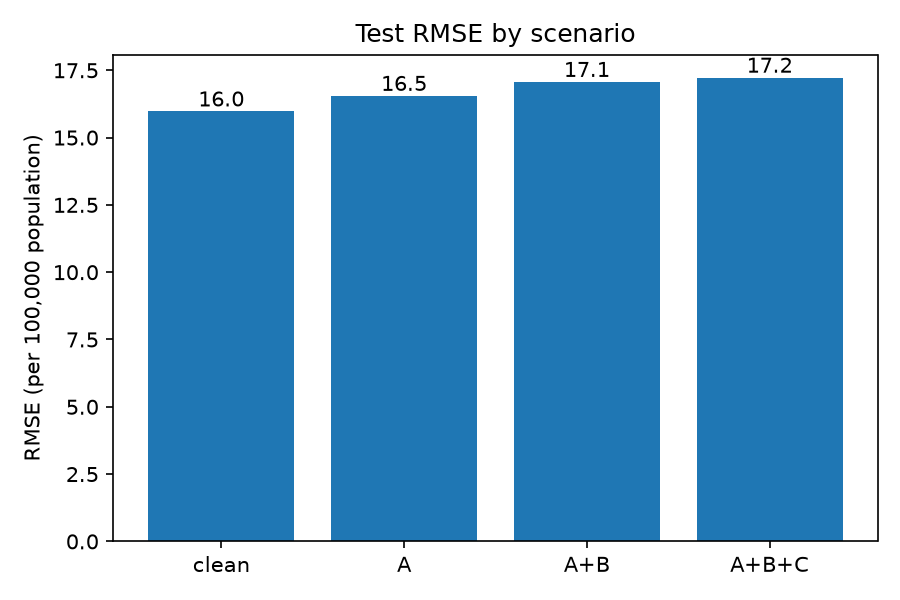 Test RMSE by scenario
RMSE (per 100,000 population)
17.5
15.0
12.5
10.0
7.5
5.0
2.5
0.0
16.0
16.5
17.1
17.2
clean
A
A+B
A+B+C